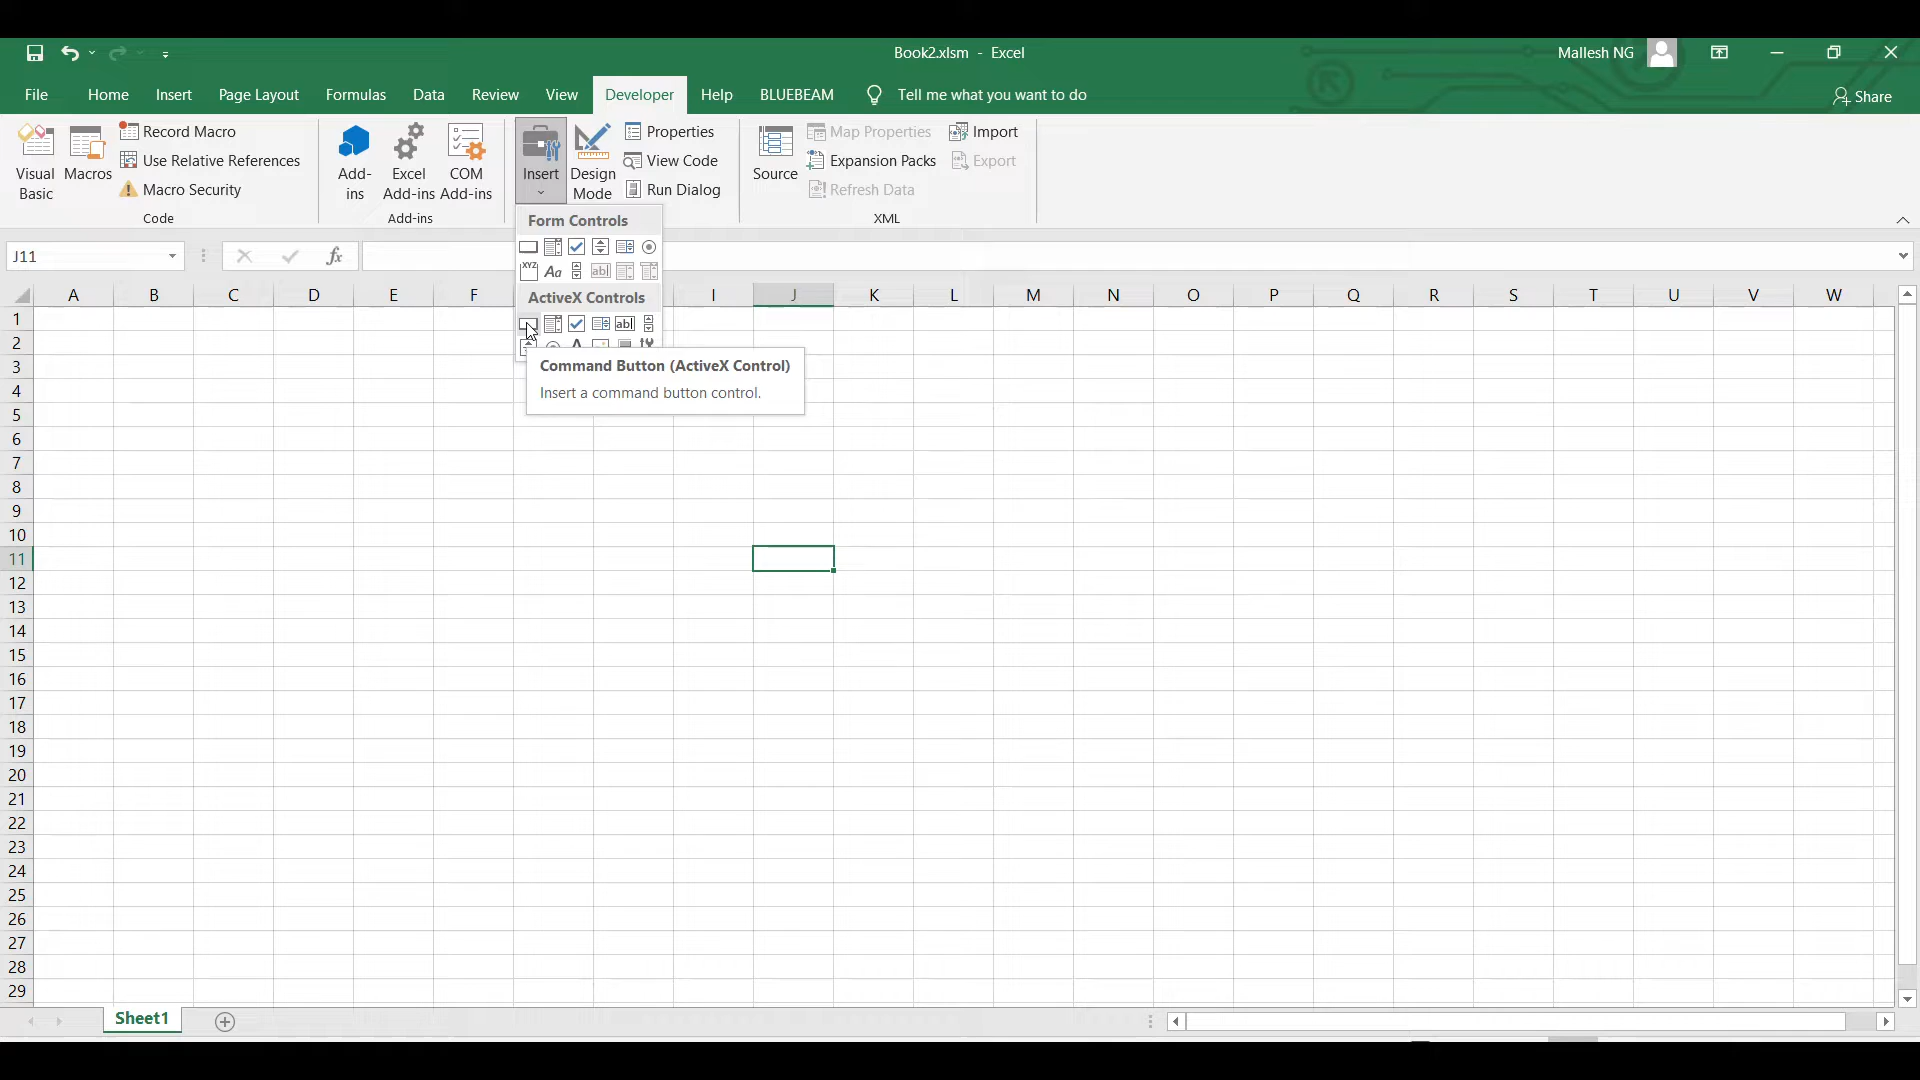 Book2.xlsm - Excel
Mallesh NG
File Home Insert Page Layout Formulas Data Review View Developer Help BLUEBEAM Tell me what you want to do
Share
Visual Basic
Macros
Record Macro
Use Relative References
Macro Security
Code
Add-ins
Excel Add-ins
COM Add-ins
Add-ins
Insert
Design Mode
Properties
View Code
Run Dialog
Source
Map Properties
Expansion Packs
Refresh Data
Import
Export
XML
Form Controls
XYZ Aa ab|
ActiveX Controls
ab|
A
Command Button (ActiveX Control)
Insert a command button control.
J11
fx
A B C D E F I J K L M N O P Q R S T U V W
1
2
3
4
5
6
7
8
9
10
11
12
13
14
15
16
17
18
19
20
21
22
23
24
25
26
27
28
29
Sheet1